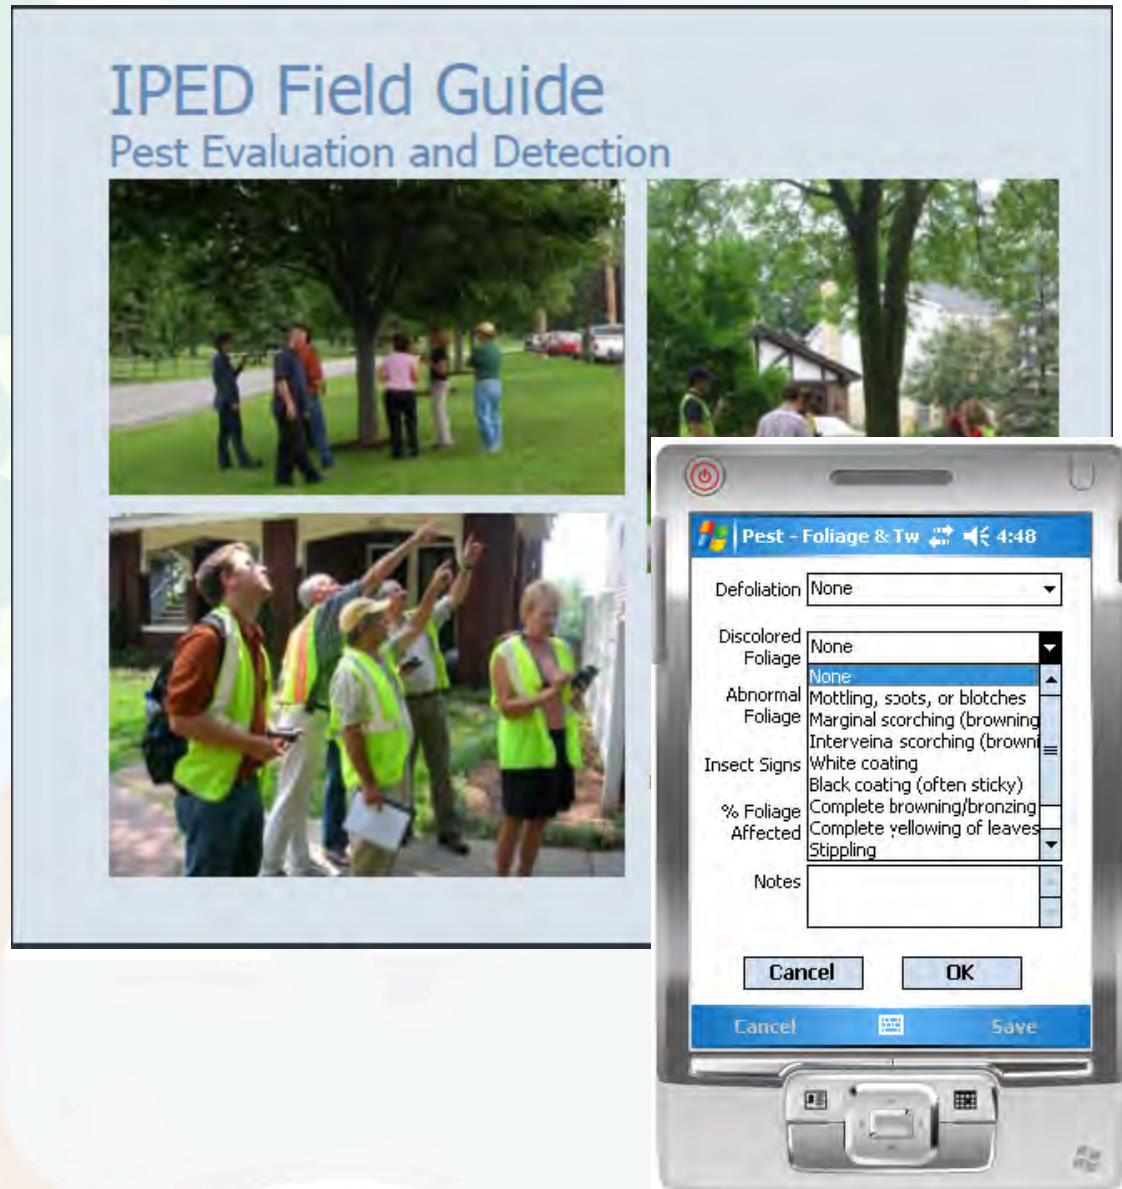 IPED Field Guide
Pest Evaluation and Detection
Pest - Foliage & Tw 4:48
Defoliation None
Discolored
Foliage
None
None
Mottling, spots, or blotches
Marginal scorching (browning
Interveinal scorching (browni
White coating
Black coating (often sticky)
Complete browning/bronzing
Complete yellowing of leaves
Stippling
Abnormal
Foliage
Insect Signs
% Foliage
Affected
Notes
Cancel OK
Cancel Save